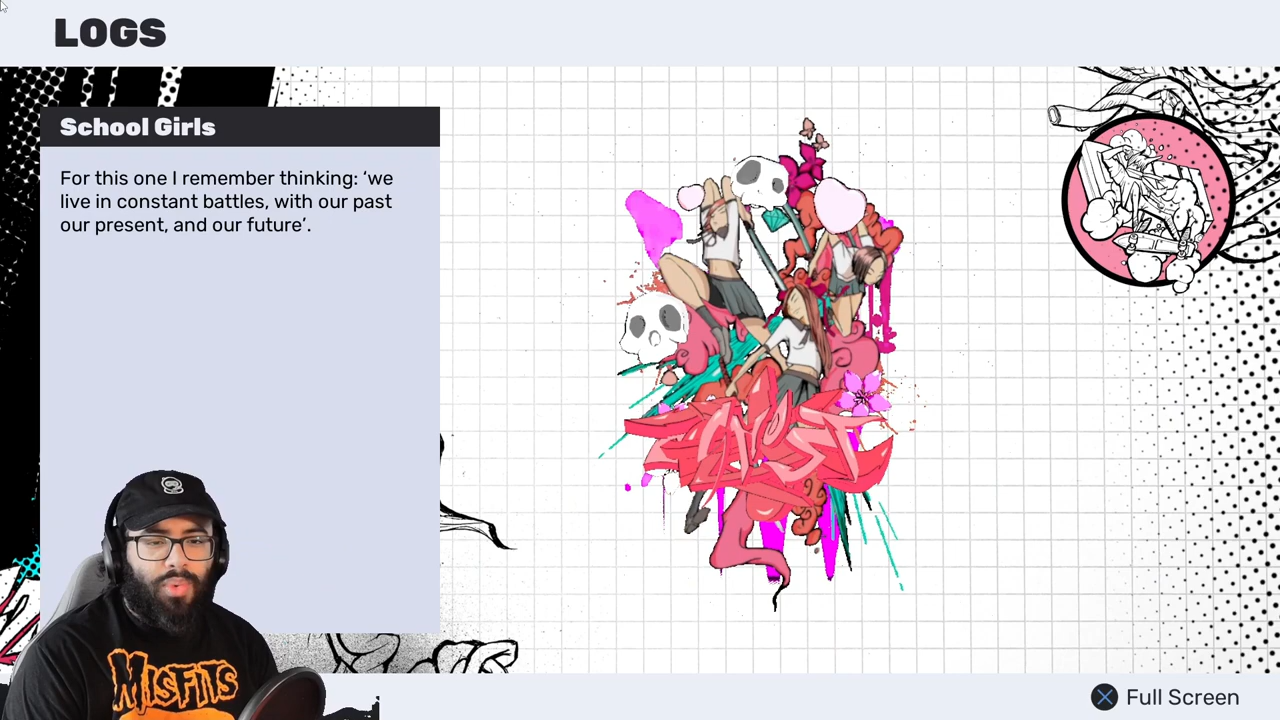 LOGS
School Girls
For this one I remember thinking: ‘we
live in constant battles, with our past
our present, and our future’.
MISFITS
Full Screen